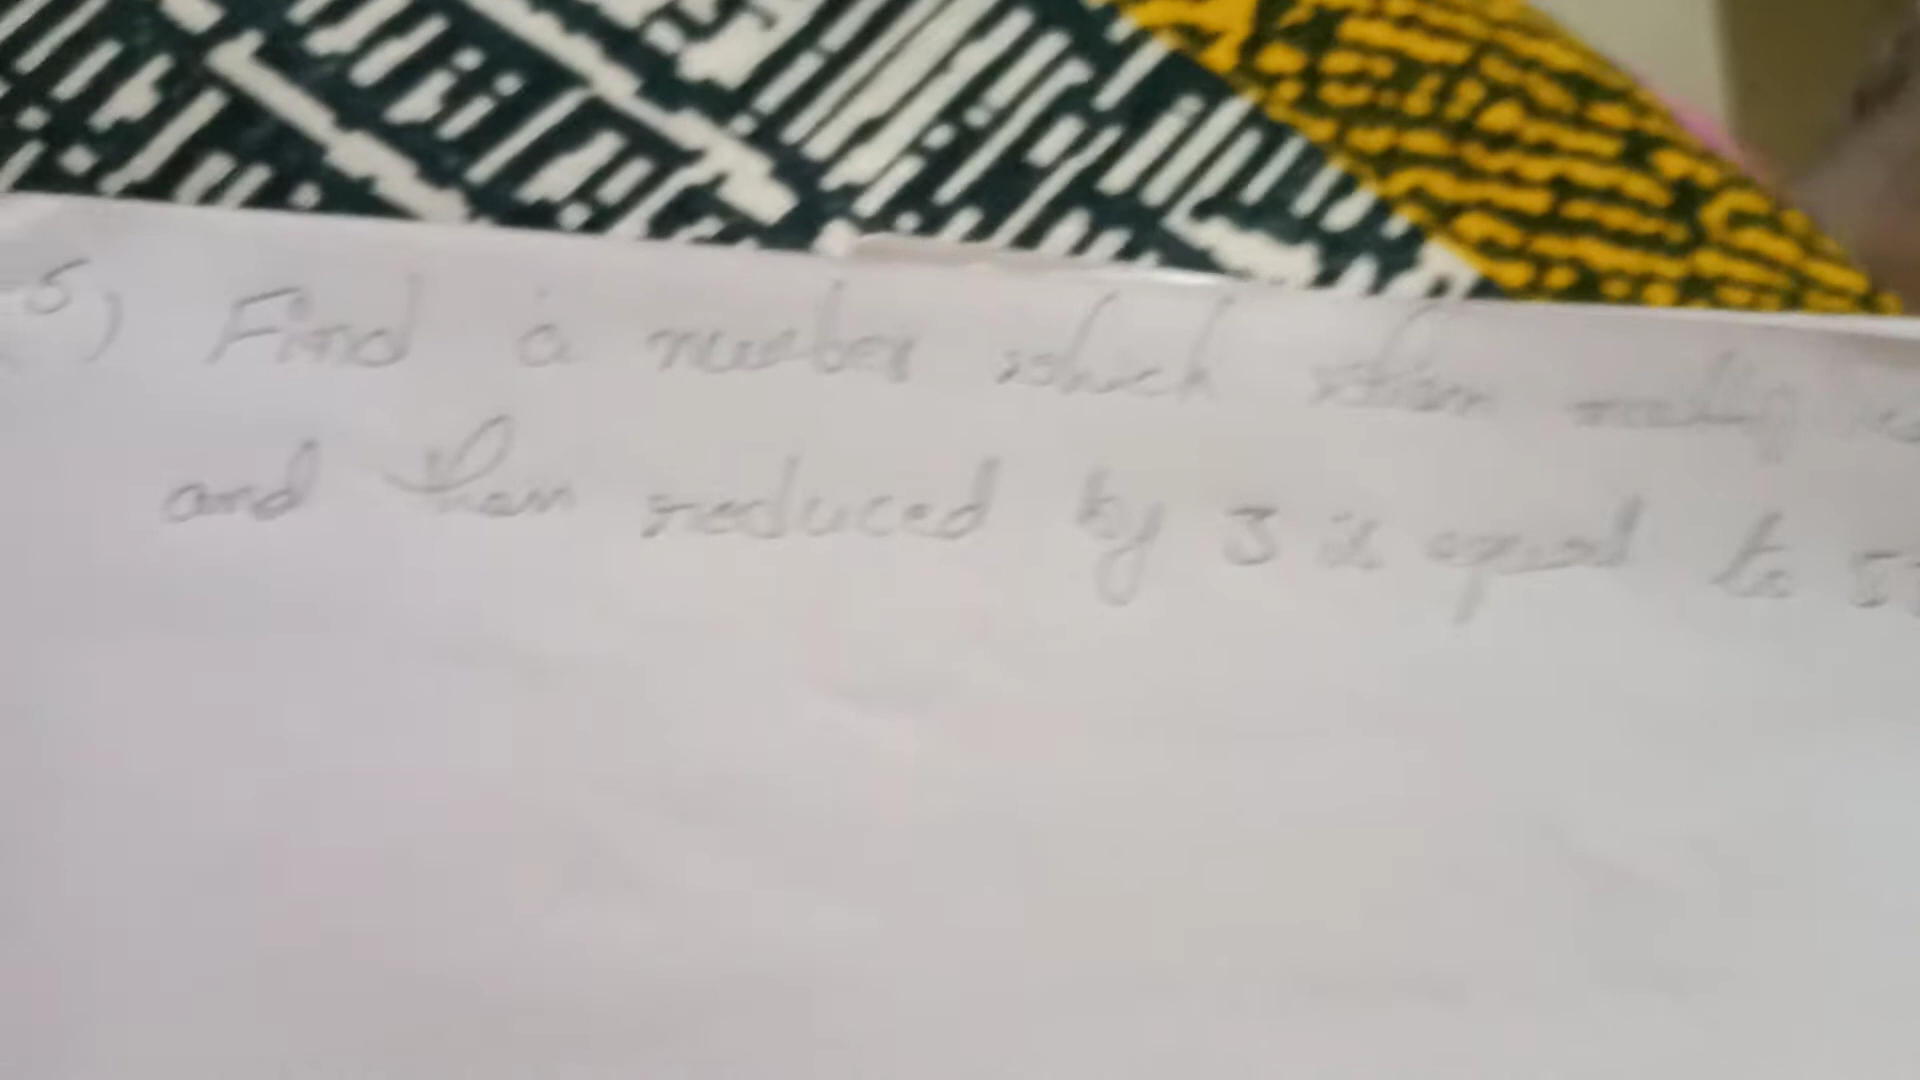 5) Find a number which when
and then reduced by 3 is equal to